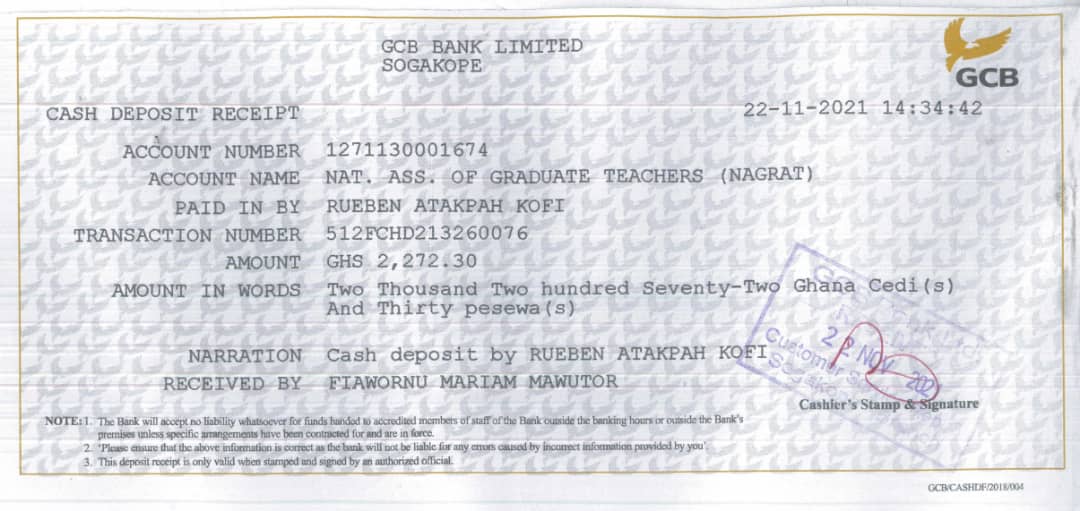 GCB BANK LIMITED
SOGAKOPE
GCB
CASH DEPOSIT RECEIPT 22-11-2021 14:34:42
ACCOUNT NUMBER 1271130001674
ACCOUNT NAME NAT. ASS. OF GRADUATE TEACHERS (NAGRAT)
PAID IN BY RUEBEN ATAKPAH KOFI
TRANSACTION NUMBER 512FCHD213260076
AMOUNT GHS 2,272.30
AMOUNT IN WORDS Two Thousand Two hundred Seventy-Two Ghana Cedi(s)
And Thirty pesewa(s)
22 NOV 2021
Customer
NARRATION Cash deposit by RUEBEN ATAKPAH KOFI
RECEIVED BY FIAWORNU MARIAM MAWUTOR
Cashier's Stamp & Signature
NOTE: 1. The Bank will accept no liability whatsoever for funds handed to accredited members of staff of the Bank outside the banking hours or outside the Bank's
premises unless specific arrangements have been contracted for and are in force.
2. 'Please ensure that the above information is correct as the bank will not be liable for any errors caused by incorrect information provided by you'.
3. This deposit receipt is only valid when stamped and signed by an authorized official.
GCB/CASHDF/2018/004